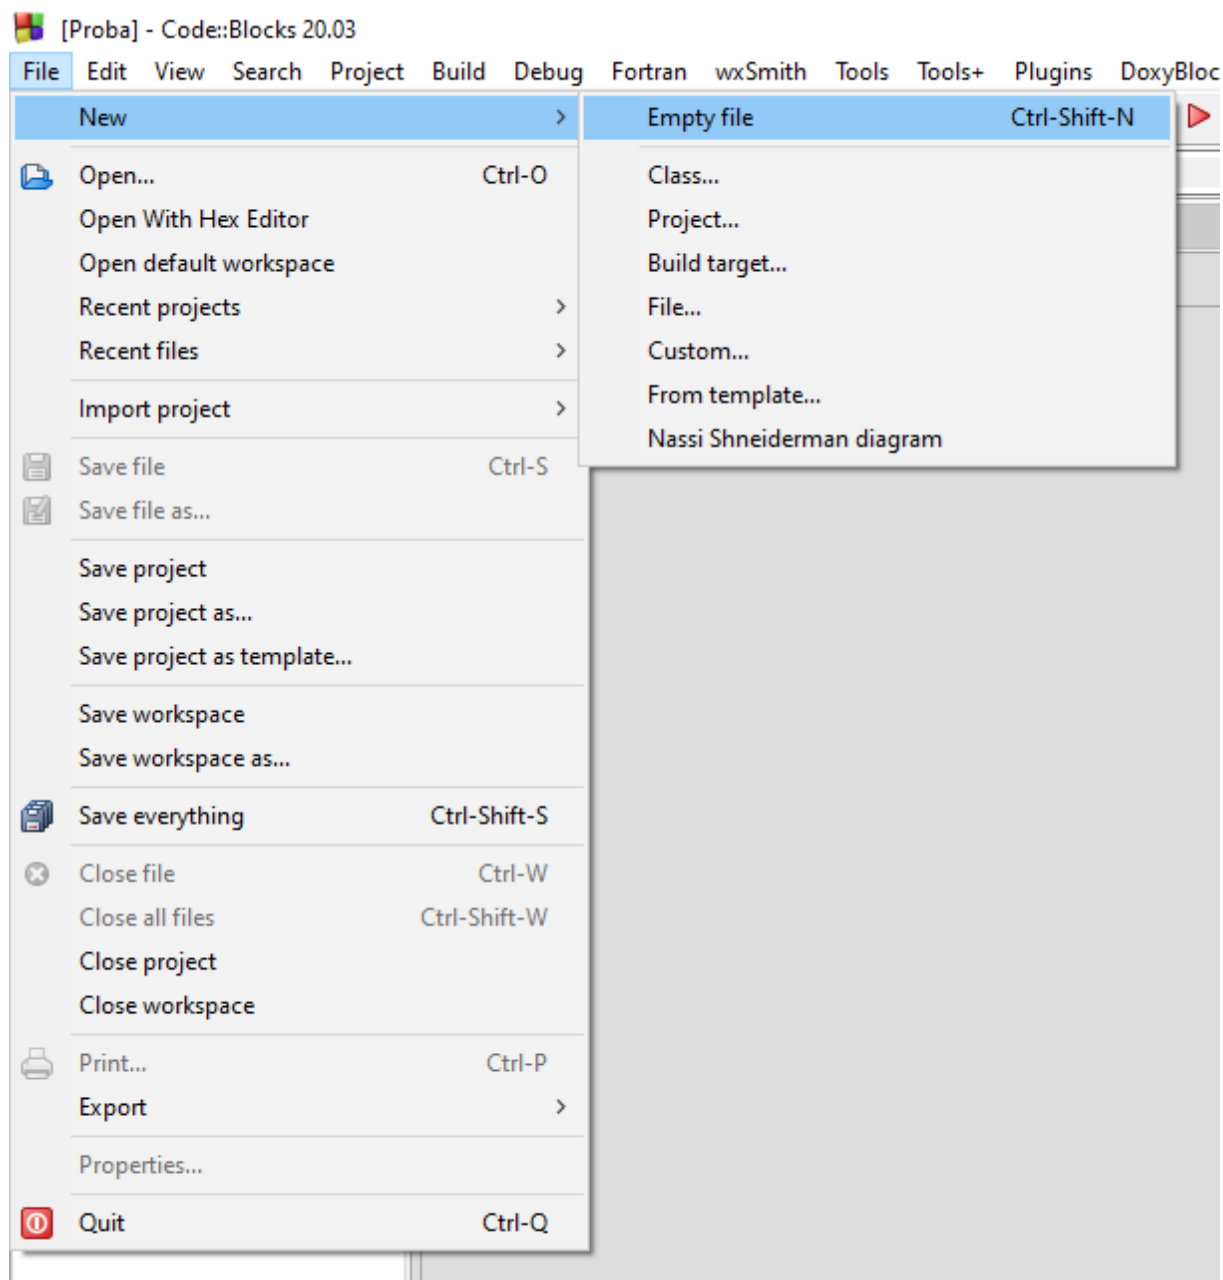 [Proba] - Code::Blocks 20.03
File Edit View Search Project Build Debug Fortran wxSmith Tools Tools+ Plugins DoxyBloc
New
Open... Ctrl-O
Open With Hex Editor
Open default workspace
Recent projects
Recent files
Import project
Save file Ctrl-S
Save file as...
Save project
Save project as...
Save project as template...
Save workspace
Save workspace as...
Save everything Ctrl-Shift-S
Close file Ctrl-W
Close all files Ctrl-Shift-W
Close project
Close workspace
Print... Ctrl-P
Export
Properties...
Quit Ctrl-Q
Empty file Ctrl-Shift-N
Class...
Project...
Build target...
File...
Custom...
From template...
Nassi Shneiderman diagram